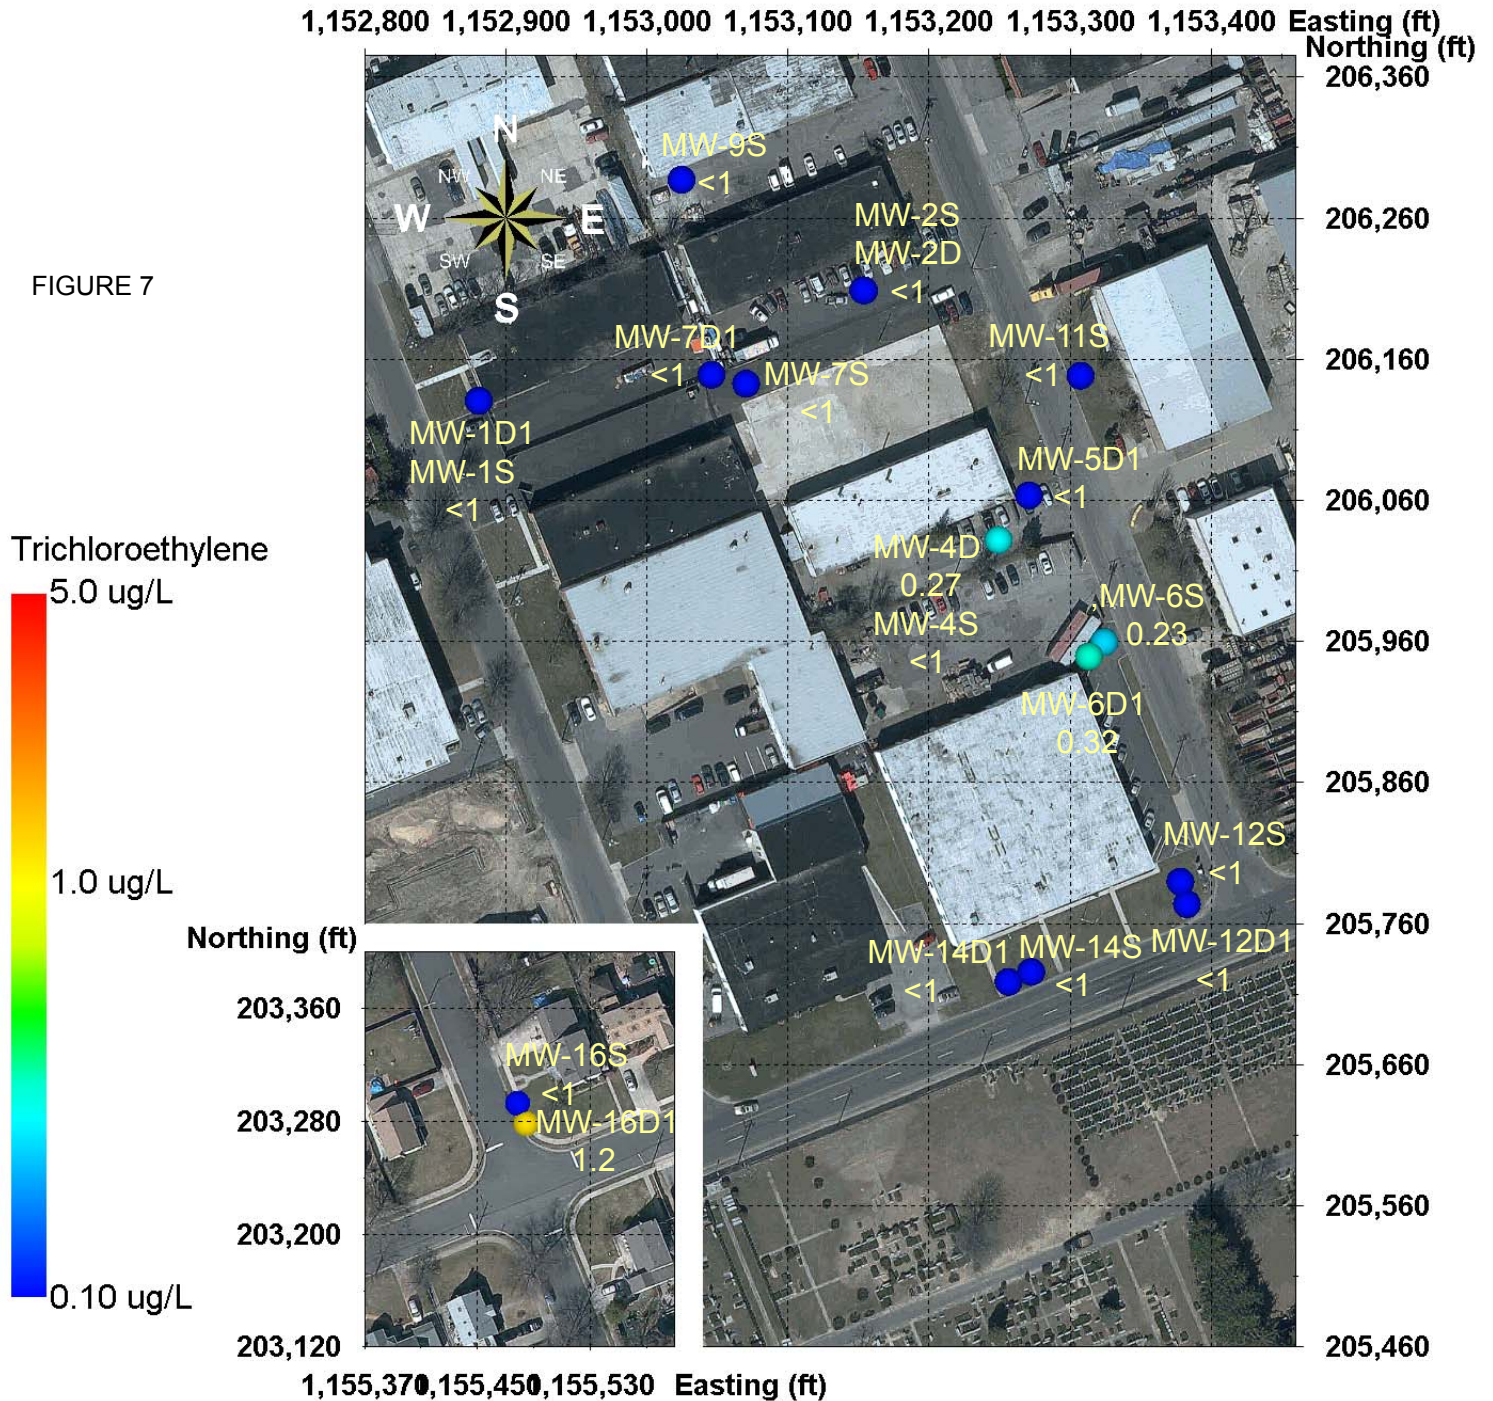 1,152,800 1,152,900 1,153,000 1,153,100 1,153,200 1,153,300 1,153,400 Easting (ft)
Northing (ft)
206,360
206,260
206,160
206,060
205,960
205,860
205,760
205,660
205,560
205,460
FIGURE 7
N
NW
NE
W
E
SW
SE
S
MW-9S
<1
MW-2S
MW-2D
<1
MW-7D1
<1
MW-7S
<1
MW-11S
<1
MW-1D1
MW-1S
<1
MW-5D1
<1
MW-4D
0.27
MW-4S
<1
,MW-6S
0.23
MW-6D1
0.32
MW-12S
<1
MW-12D1
<1
MW-14D1
<1
MW-14S
<1
Trichloroethylene
5.0 ug/L
1.0 ug/L
0.10 ug/L
Northing (ft)
203,360
203,280
203,200
203,120
MW-16S
<1
MW-16D1
1.2
1,155,370 1,155,450 1,155,530 Easting (ft)